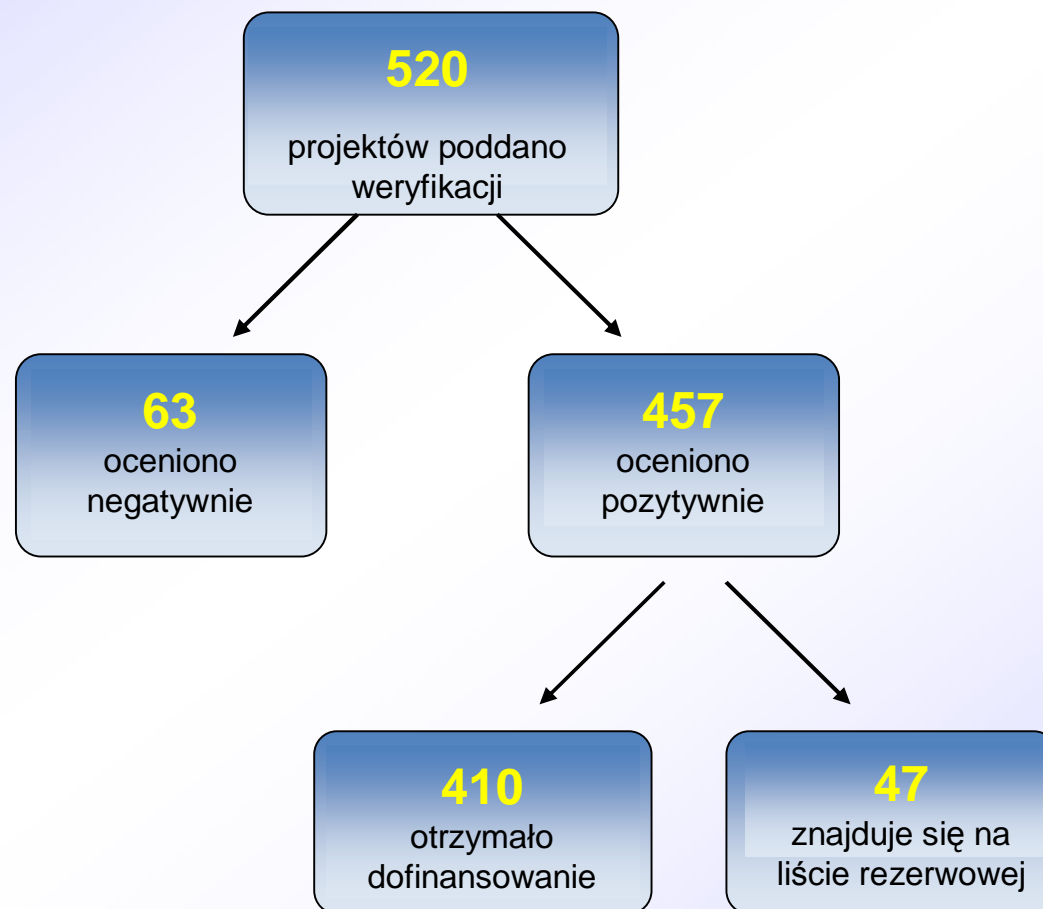 520
projektów poddano
weryfikacji
63
oceniono
negatywnie
457
oceniono
pozytywnie
410
otrzymało
dofinansowanie
47
znajduje się na
liście rezerwowej